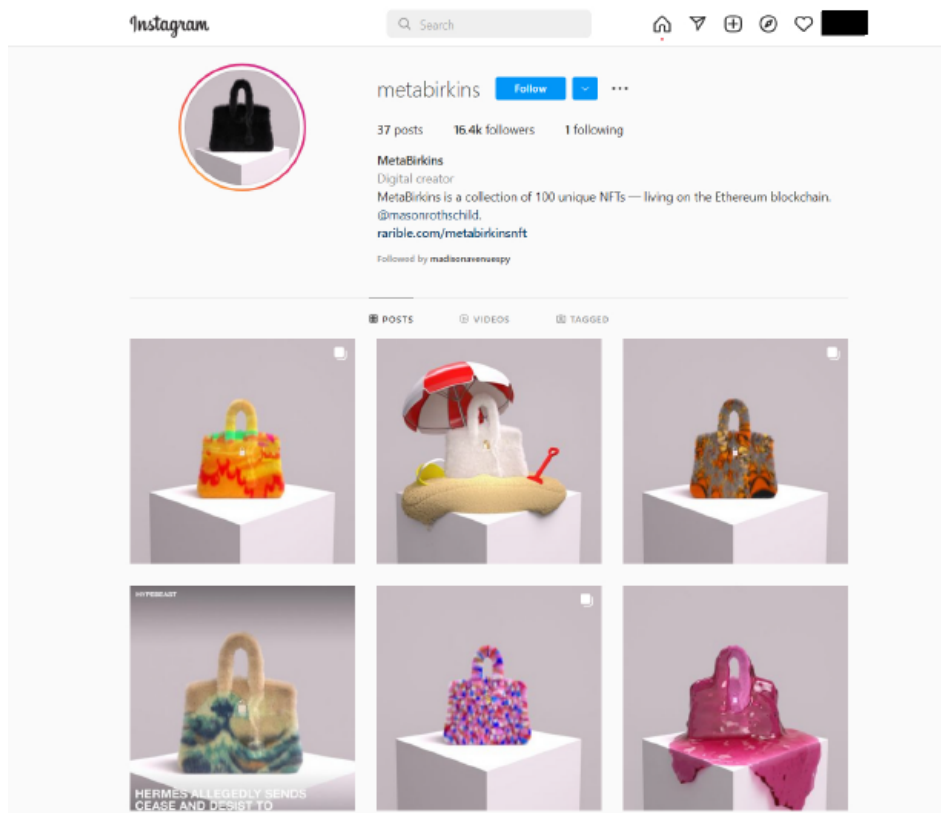 Instagram
Search
metabirkins Follow
37 posts 16.4k followers 1 following
MetaBirkins
Digital creator
MetaBirkins is a collection of 100 unique NFTs — living on the Ethereum blockchain.
@masonrothschild.
rarible.com/metabirkinsnft
Followed by madisonavenuespy
POSTS VIDEOS TAGGED
HYPEBEAST
HERMES ALLEGEDLY SENDS
CEASE AND DESIST TO